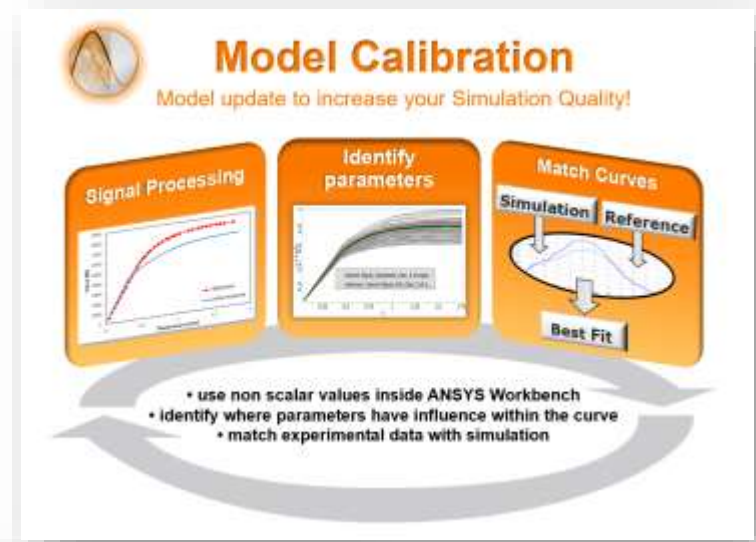 Model Calibration
Model update to increase your Simulation Quality!
Signal Processing
Identify
parameters
Match Curves
Simulation
Reference
Best Fit
• use non scalar values inside ANSYS Workbench
• identify where parameters have influence within the curve
• match experimental data with simulation